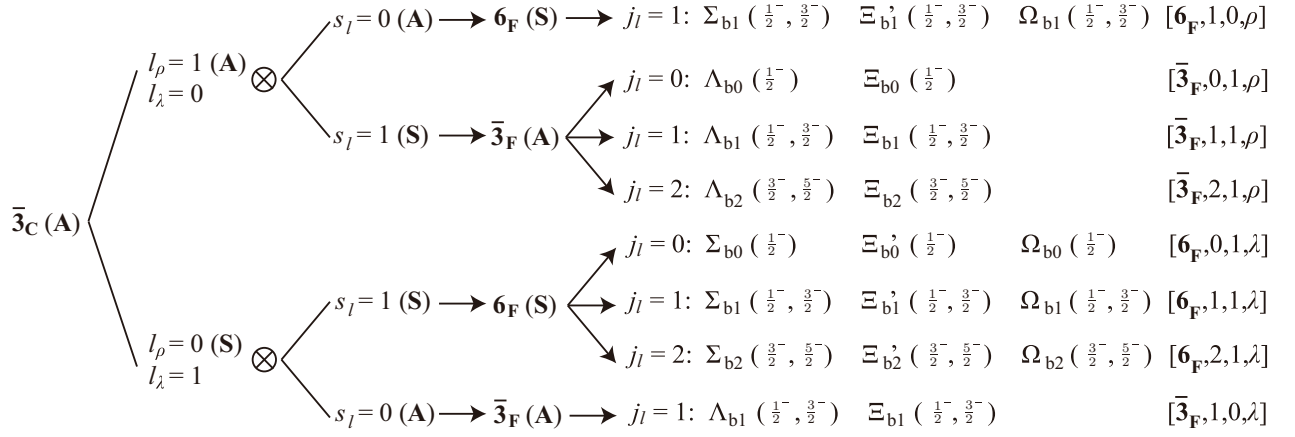 s_l = 0 (A) → 6_F (S) → j_l = 1: Σ_b1 (1/2⁻, 3/2⁻) Ξ’_b1 (1/2⁻, 3/2⁻) Ω_b1 (1/2⁻, 3/2⁻) [6_F,1,0,ρ]
l_ρ = 1 (A)
l_λ = 0
⊗
j_l = 0: Λ_b0 (1/2⁻) Ξ_b0 (1/2⁻) [3̄_F,0,1,ρ]
s_l = 1 (S) → 3̄_F (A) j_l = 1: Λ_b1 (1/2⁻, 3/2⁻) Ξ_b1 (1/2⁻, 3/2⁻) [3̄_F,1,1,ρ]
j_l = 2: Λ_b2 (3/2⁻, 5/2⁻) Ξ_b2 (3/2⁻, 5/2⁻) [3̄_F,2,1,ρ]
3̄_C (A)
j_l = 0: Σ_b0 (1/2⁻) Ξ’_b0 (1/2⁻) Ω_b0 (1/2⁻) [6_F,0,1,λ]
s_l = 1 (S) → 6_F (S) j_l = 1: Σ_b1 (1/2⁻, 3/2⁻) Ξ’_b1 (1/2⁻, 3/2⁻) Ω_b1 (1/2⁻, 3/2⁻) [6_F,1,1,λ]
l_ρ = 0 (S)
l_λ = 1
⊗
j_l = 2: Σ_b2 (3/2⁻, 5/2⁻) Ξ’_b2 (3/2⁻, 5/2⁻) Ω_b2 (3/2⁻, 5/2⁻) [6_F,2,1,λ]
s_l = 0 (A) → 3̄_F (A) → j_l = 1: Λ_b1 (1/2⁻, 3/2⁻) Ξ_b1 (1/2⁻, 3/2⁻) [3̄_F,1,0,λ]